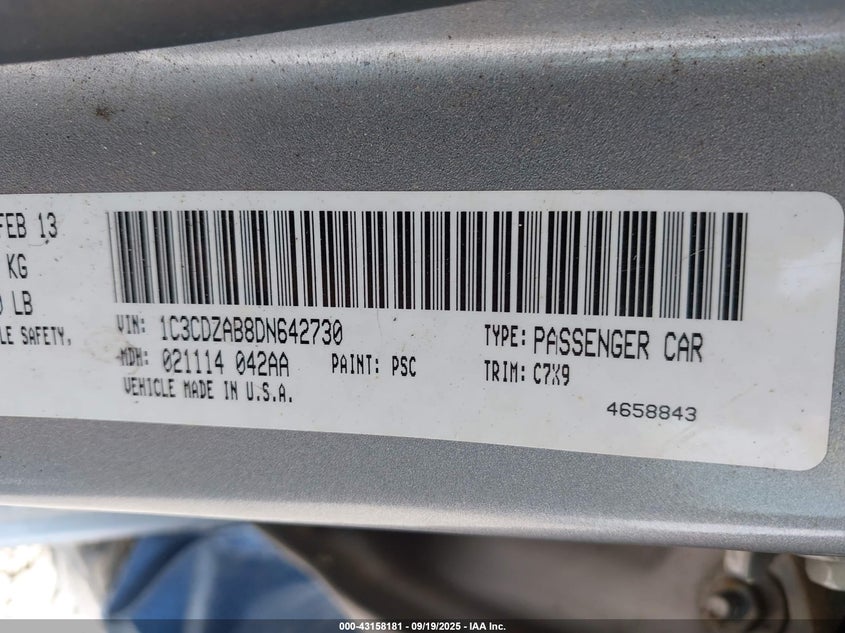 FEB 13
KG
LB
LE SAFETY,
VIN: 1C3CDZAB8DN642730
TYPE: PASSENGER CAR
MDH: 021114 042AA
PAINT: PSC
TRIM: C7X9
VEHICLE MADE IN U.S.A.
4658843
000-43158181 - 09/19/2025 - IAA Inc.